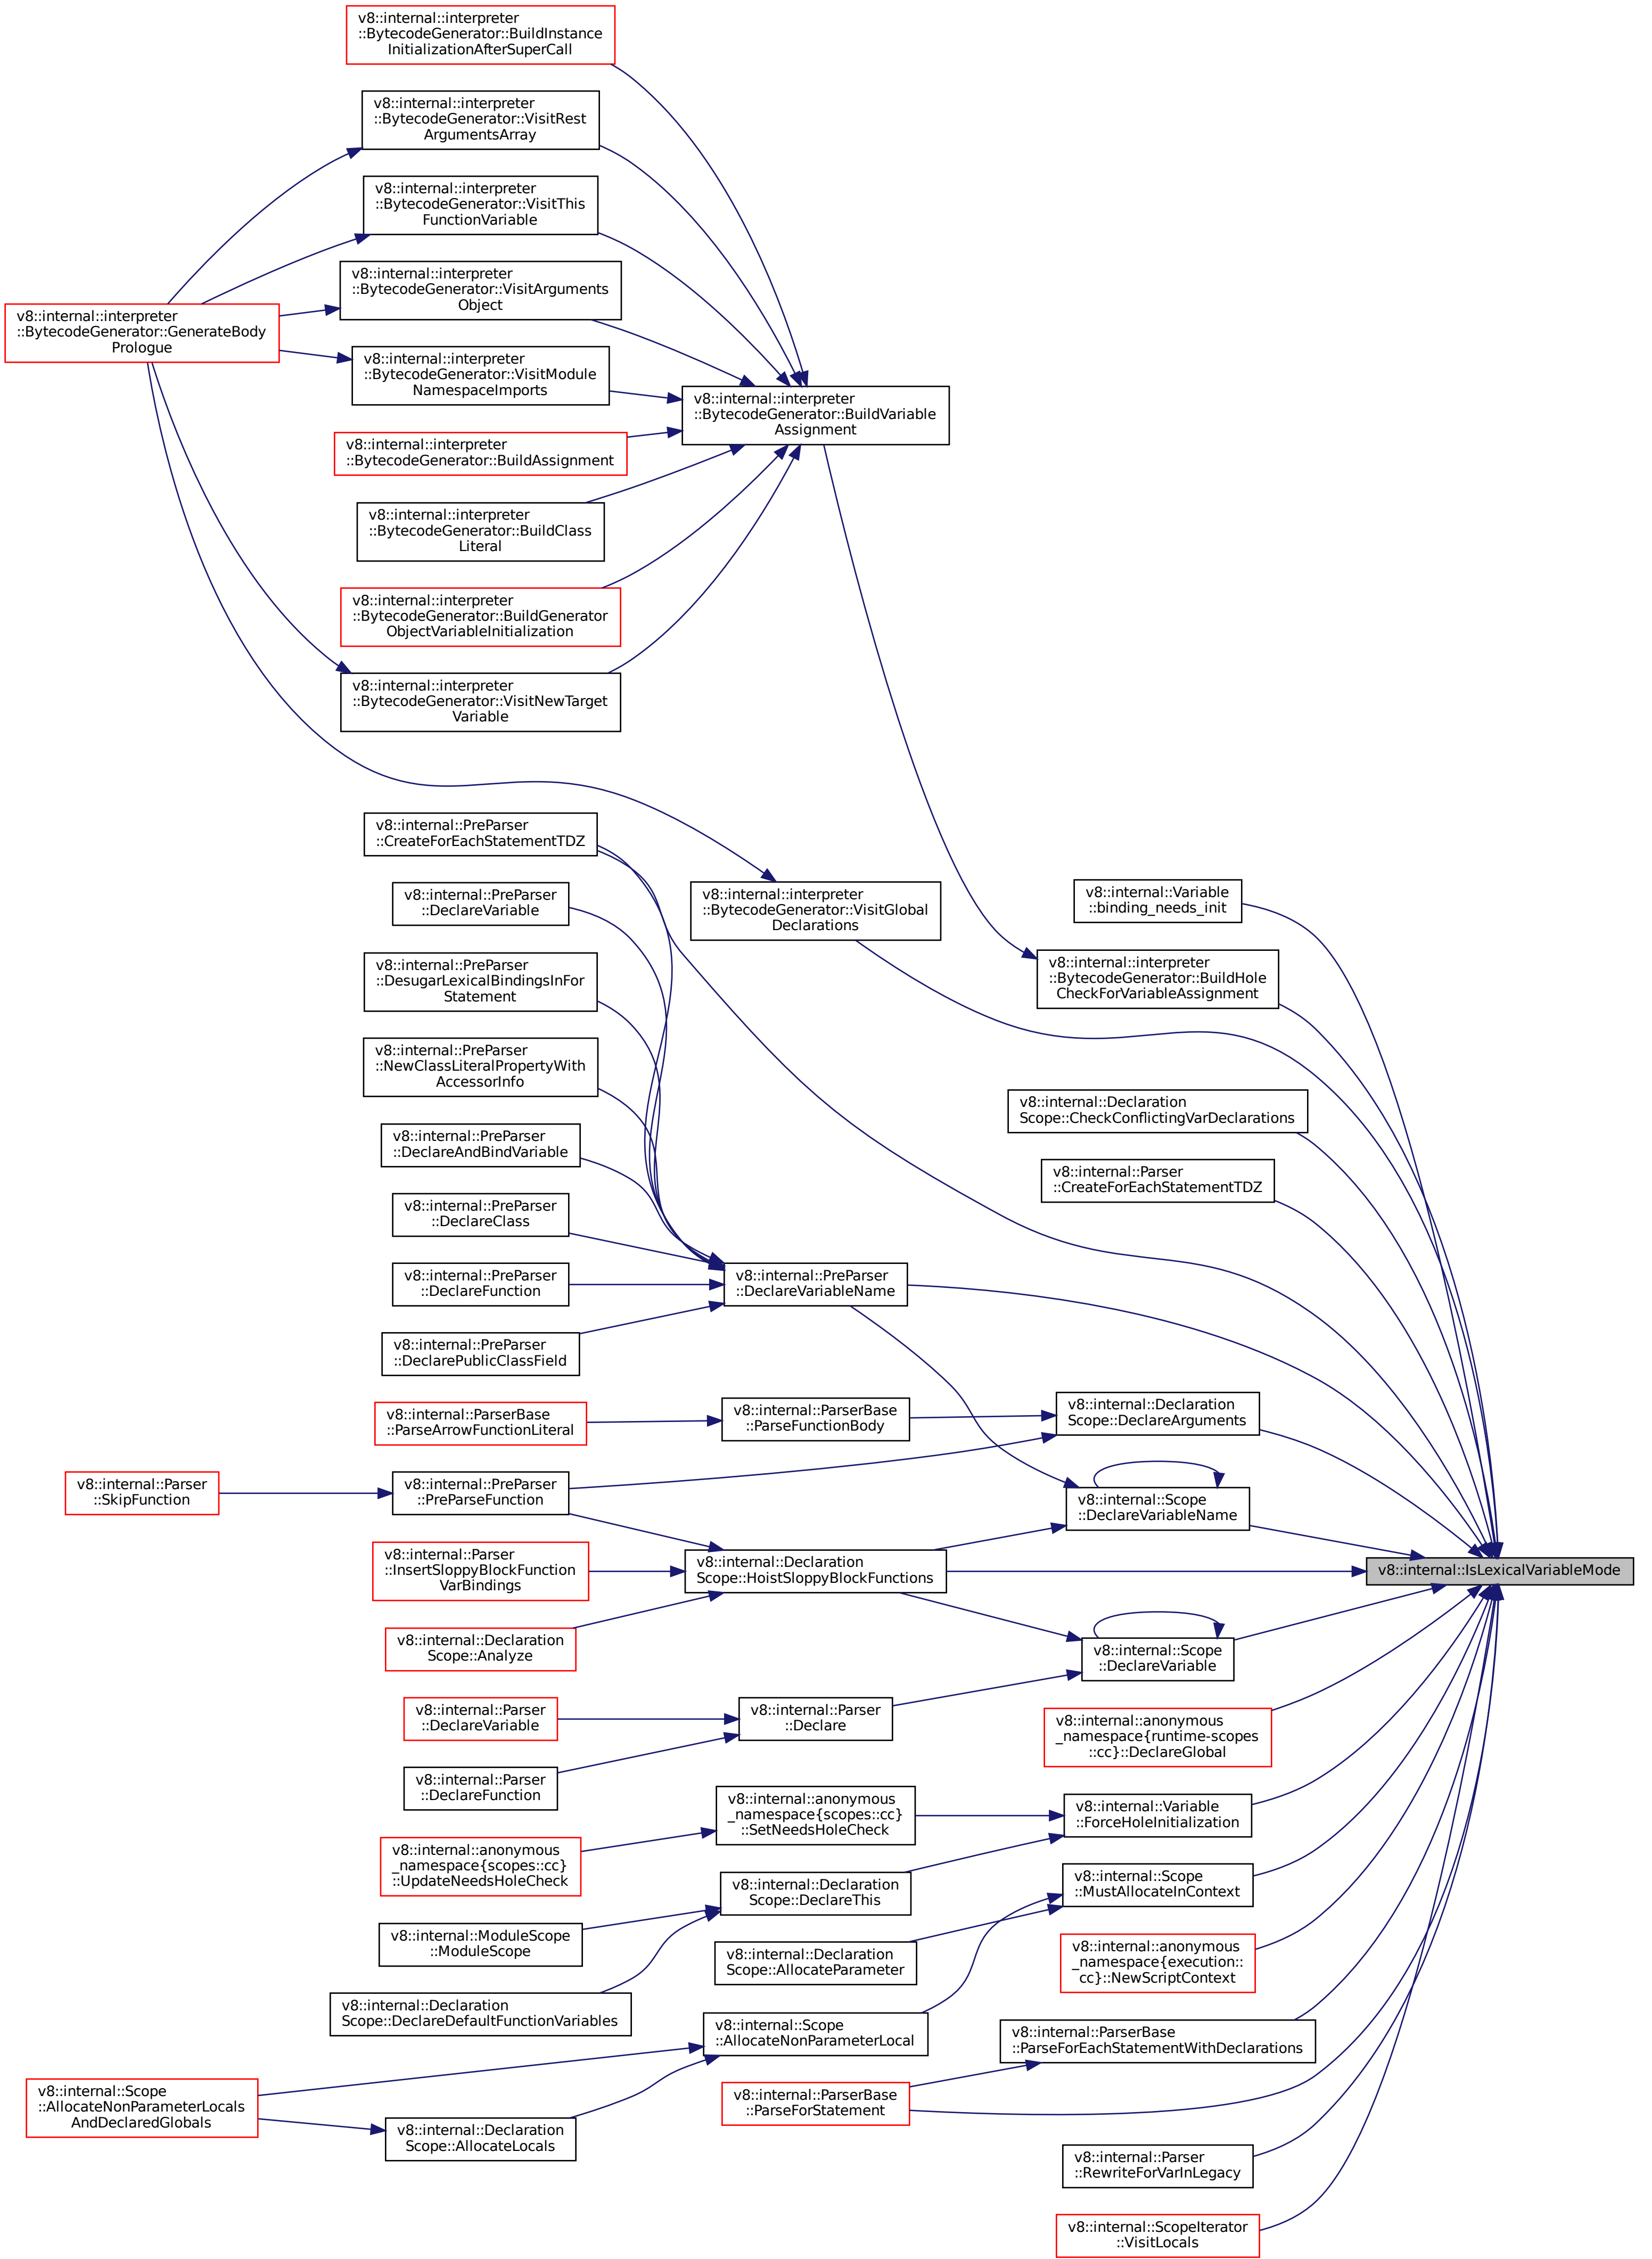 v8::internal::interpreter
::BytecodeGenerator::BuildInstance
InitializationAfterSuperCall
v8::internal::interpreter
::BytecodeGenerator::VisitRest
ArgumentsArray
v8::internal::interpreter
::BytecodeGenerator::VisitThis
FunctionVariable
v8::internal::interpreter
::BytecodeGenerator::VisitArguments
Object
v8::internal::interpreter
::BytecodeGenerator::GenerateBody
Prologue
v8::internal::interpreter
::BytecodeGenerator::VisitModule
NamespaceImports
v8::internal::interpreter
::BytecodeGenerator::BuildVariable
Assignment
v8::internal::interpreter
::BytecodeGenerator::BuildAssignment
v8::internal::interpreter
::BytecodeGenerator::BuildClass
Literal
v8::internal::interpreter
::BytecodeGenerator::BuildGenerator
ObjectVariableInitialization
v8::internal::interpreter
::BytecodeGenerator::VisitNewTarget
Variable
v8::internal::PreParser
::CreateForEachStatementTDZ
v8::internal::PreParser
::DeclareVariable
v8::internal::interpreter
::BytecodeGenerator::VisitGlobal
Declarations
v8::internal::Variable
::binding_needs_init
v8::internal::PreParser
::DesugarLexicalBindingsInFor
Statement
v8::internal::interpreter
::BytecodeGenerator::BuildHole
CheckForVariableAssignment
v8::internal::PreParser
::NewClassLiteralPropertyWith
AccessorInfo
v8::internal::Declaration
Scope::CheckConflictingVarDeclarations
v8::internal::PreParser
::DeclareAndBindVariable
v8::internal::Parser
::CreateForEachStatementTDZ
v8::internal::PreParser
::DeclareClass
v8::internal::PreParser
::DeclareFunction
v8::internal::PreParser
::DeclareVariableName
v8::internal::PreParser
::DeclarePublicClassField
v8::internal::ParserBase
::ParseArrowFunctionLiteral
v8::internal::ParserBase
::ParseFunctionBody
v8::internal::Declaration
Scope::DeclareArguments
v8::internal::Parser
::SkipFunction
v8::internal::PreParser
::PreParseFunction
v8::internal::Scope
::DeclareVariableName
v8::internal::Parser
::InsertSloppyBlockFunction
VarBindings
v8::internal::Declaration
Scope::HoistSloppyBlockFunctions
v8::internal::IsLexicalVariableMode
v8::internal::Declaration
Scope::Analyze
v8::internal::Scope
::DeclareVariable
v8::internal::Parser
::DeclareVariable
v8::internal::Parser
::Declare
v8::internal::anonymous
_namespace{runtime-scopes
::cc}::DeclareGlobal
v8::internal::Parser
::DeclareFunction
v8::internal::anonymous
_namespace{scopes::cc}
::SetNeedsHoleCheck
v8::internal::Variable
::ForceHoleInitialization
v8::internal::anonymous
_namespace{scopes::cc}
::UpdateNeedsHoleCheck
v8::internal::Declaration
Scope::DeclareThis
v8::internal::Scope
::MustAllocateInContext
v8::internal::ModuleScope
::ModuleScope
v8::internal::Declaration
Scope::AllocateParameter
v8::internal::anonymous
_namespace{execution::
cc}::NewScriptContext
v8::internal::Declaration
Scope::DeclareDefaultFunctionVariables
v8::internal::Scope
::AllocateNonParameterLocal
v8::internal::ParserBase
::ParseForEachStatementWithDeclarations
v8::internal::Scope
::AllocateNonParameterLocals
AndDeclaredGlobals
v8::internal::ParserBase
::ParseForStatement
v8::internal::Declaration
Scope::AllocateLocals
v8::internal::Parser
::RewriteForVarInLegacy
v8::internal::ScopeIterator
::VisitLocals